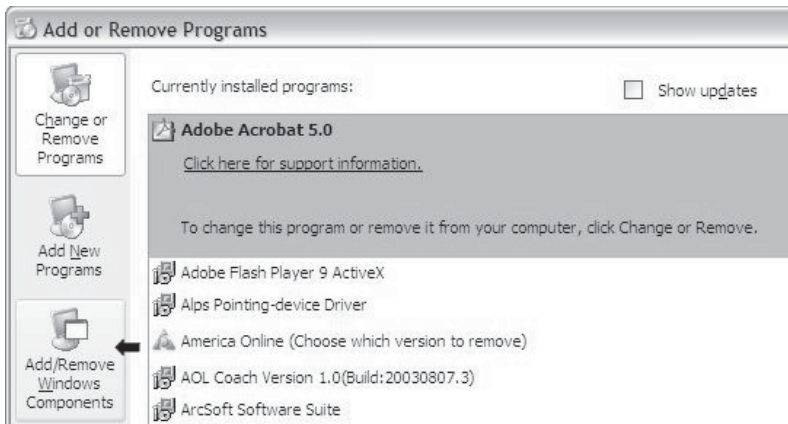 Add or Remove Programs
Change or
Remove
Programs
Add New
Programs
Add/Remove
Windows
Components
Currently installed programs:
Show updates
Adobe Acrobat 5.0
Click here for support information.
To change this program or remove it from your computer, click Change or Remove.
Adobe Flash Player 9 ActiveX
Alps Pointing-device Driver
America Online (Choose which version to remove)
AOL Coach Version 1.0(Build:20030807.3)
ArcSoft Software Suite